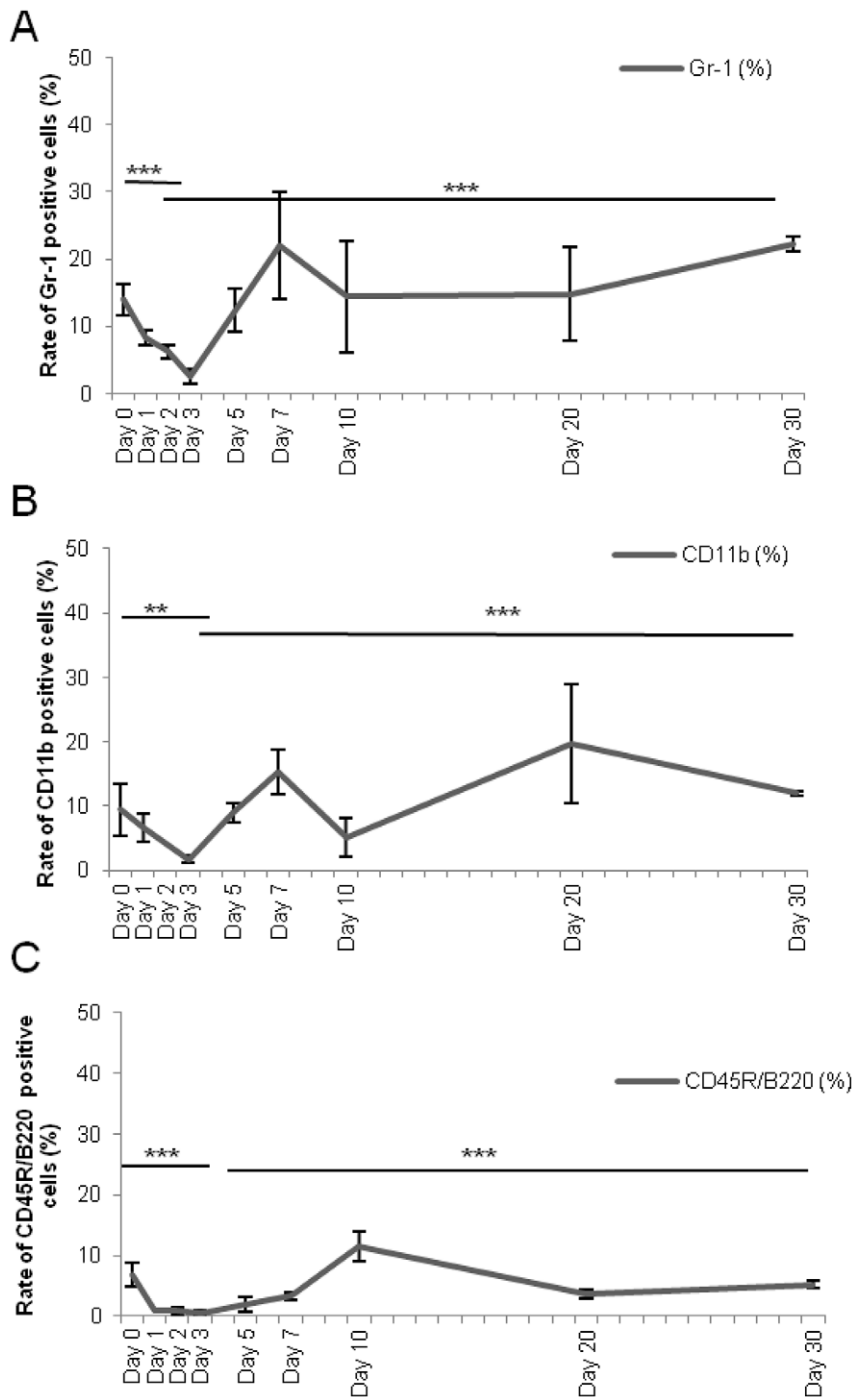 A
Gr-1 (%)
Rate of Gr-1 positive cells (%)
50
40
30
20
10
0
***
***
Day 0
Day 1
Day 2
Day 3
Day 5
Day 7
Day 10
Day 20
Day 30
B
CD11b (%)
Rate of CD11b positive cells (%)
50
40
30
20
10
0
**
***
Day 0
Day 1
Day 2
Day 3
Day 5
Day 7
Day 10
Day 20
Day 30
C
CD45R/B220 (%)
Rate of CD45R/B220 positive
cells (%)
50
40
30
20
10
0
***
***
Day 0
Day 1
Day 2
Day 3
Day 5
Day 7
Day 10
Day 20
Day 30